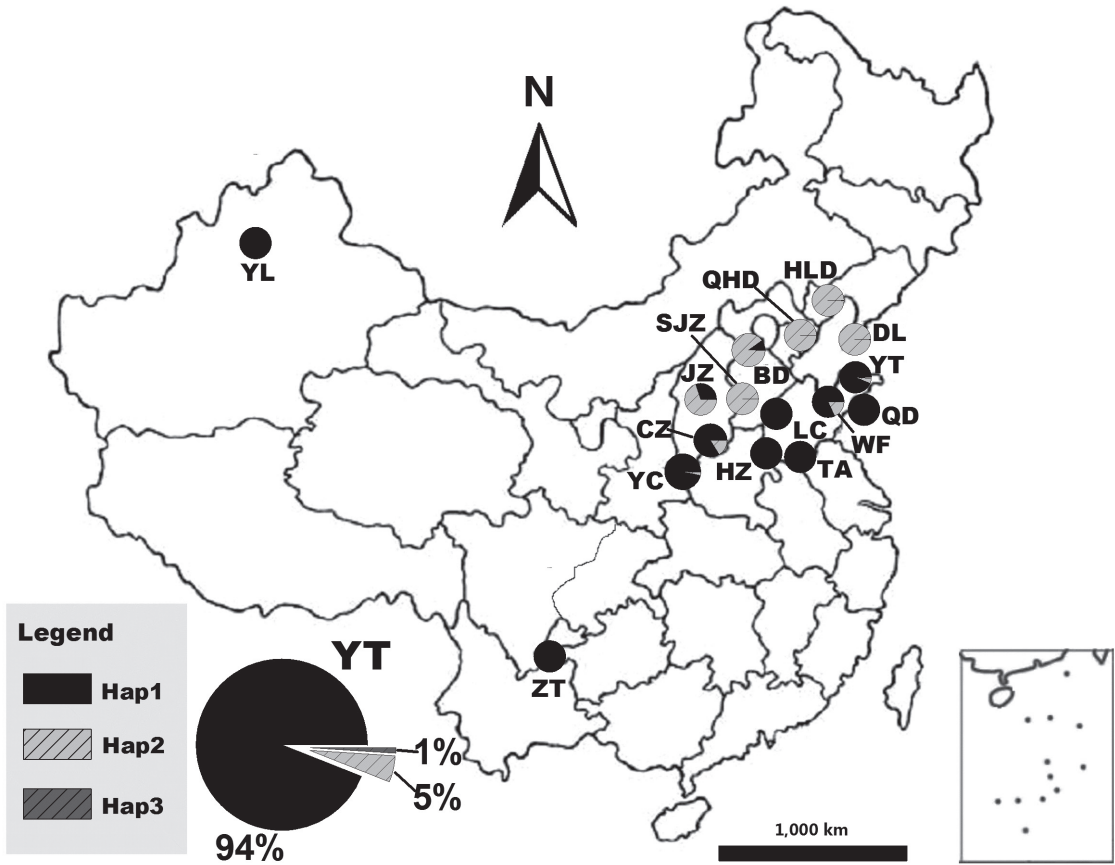 N
YL
QHD
HLD
SJZ
DL
BD
YT
JZ
QD
LC
CZ
WF
HZ
TA
YC
ZT
Legend
Hap1
Hap2
Hap3
YT
1%
5%
94%
1,000 km